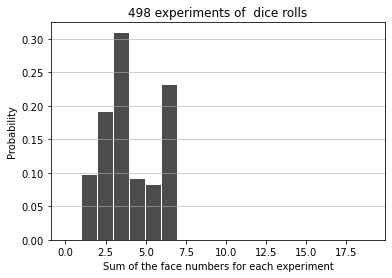 498 experiments of  dice rolls
0.30
0.25
0.20
0.15
0.10
0.05
0.00
Probability
0.0 2.5 5.0 7.5 10.0 12.5 15.0 17.5
Sum of the face numbers for each experiment